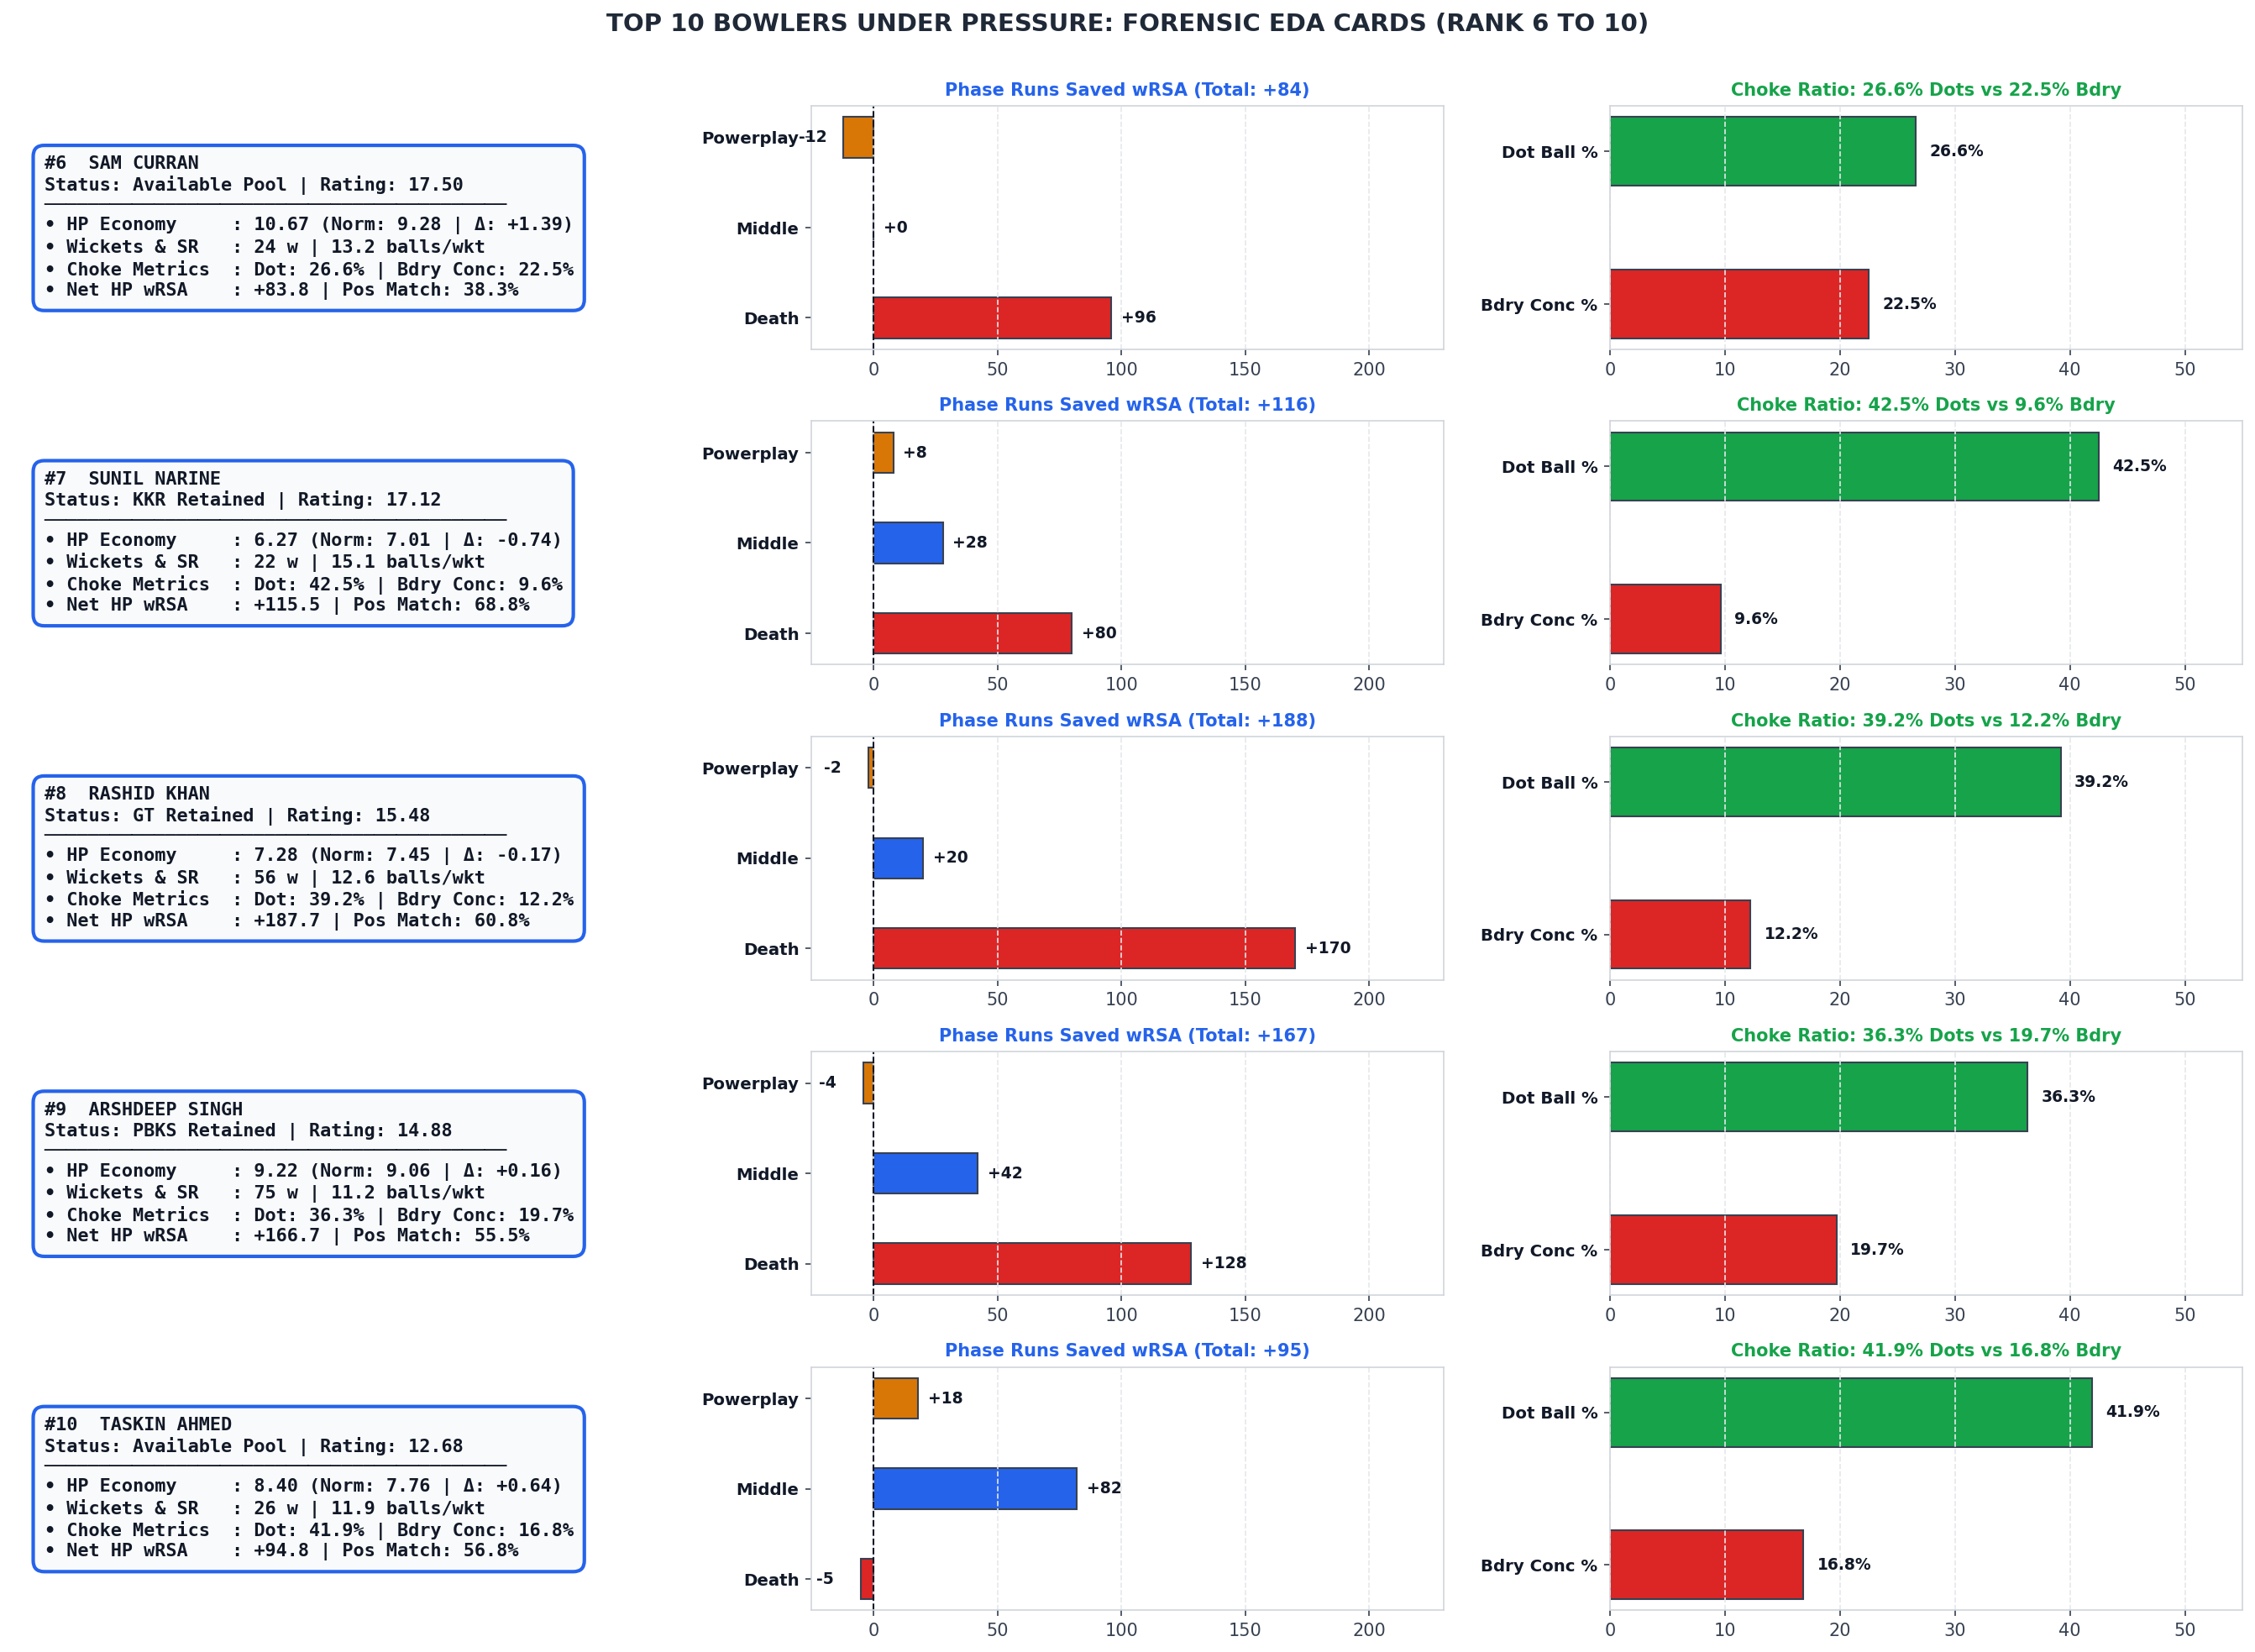 TOP 10 BOWLERS UNDER PRESSURE: FORENSIC EDA CARDS (RANK 6 TO 10)
#6  SAM CURRAN
Status: Available Pool | Rating: 17.50
• HP Economy     : 10.67 (Norm: 9.28 | Δ: +1.39)
• Wickets & SR   : 24 w | 13.2 balls/wkt
• Choke Metrics  : Dot: 26.6% | Bdry Conc: 22.5%
• Net HP wRSA    : +83.8 | Pos Match: 38.3%
Phase Runs Saved wRSA (Total: +84)
Powerplay -12
Middle +0
Death +96
0 50 100 150 200
Choke Ratio: 26.6% Dots vs 22.5% Bdry
Dot Ball % 26.6%
Bdry Conc % 22.5%
0 10 20 30 40 50
#7  SUNIL NARINE
Status: KKR Retained | Rating: 17.12
• HP Economy     : 6.27 (Norm: 7.01 | Δ: -0.74)
• Wickets & SR   : 22 w | 15.1 balls/wkt
• Choke Metrics  : Dot: 42.5% | Bdry Conc: 9.6%
• Net HP wRSA    : +115.5 | Pos Match: 68.8%
Phase Runs Saved wRSA (Total: +116)
Powerplay +8
Middle +28
Death +80
0 50 100 150 200
Choke Ratio: 42.5% Dots vs 9.6% Bdry
Dot Ball % 42.5%
Bdry Conc % 9.6%
0 10 20 30 40 50
#8  RASHID KHAN
Status: GT Retained | Rating: 15.48
• HP Economy     : 7.28 (Norm: 7.45 | Δ: -0.17)
• Wickets & SR   : 56 w | 12.6 balls/wkt
• Choke Metrics  : Dot: 39.2% | Bdry Conc: 12.2%
• Net HP wRSA    : +187.7 | Pos Match: 60.8%
Phase Runs Saved wRSA (Total: +188)
Powerplay -2
Middle +20
Death +170
0 50 100 150 200
Choke Ratio: 39.2% Dots vs 12.2% Bdry
Dot Ball % 39.2%
Bdry Conc % 12.2%
0 10 20 30 40 50
#9  ARSHDEEP SINGH
Status: PBKS Retained | Rating: 14.88
• HP Economy     : 9.22 (Norm: 9.06 | Δ: +0.16)
• Wickets & SR   : 75 w | 11.2 balls/wkt
• Choke Metrics  : Dot: 36.3% | Bdry Conc: 19.7%
• Net HP wRSA    : +166.7 | Pos Match: 55.5%
Phase Runs Saved wRSA (Total: +167)
Powerplay -4
Middle +42
Death +128
0 50 100 150 200
Choke Ratio: 36.3% Dots vs 19.7% Bdry
Dot Ball % 36.3%
Bdry Conc % 19.7%
0 10 20 30 40 50
#10  TASKIN AHMED
Status: Available Pool | Rating: 12.68
• HP Economy     : 8.40 (Norm: 7.76 | Δ: +0.64)
• Wickets & SR   : 26 w | 11.9 balls/wkt
• Choke Metrics  : Dot: 41.9% | Bdry Conc: 16.8%
• Net HP wRSA    : +94.8 | Pos Match: 56.8%
Phase Runs Saved wRSA (Total: +95)
Powerplay +18
Middle +82
Death -5
0 50 100 150 200
Choke Ratio: 41.9% Dots vs 16.8% Bdry
Dot Ball % 41.9%
Bdry Conc % 16.8%
0 10 20 30 40 50